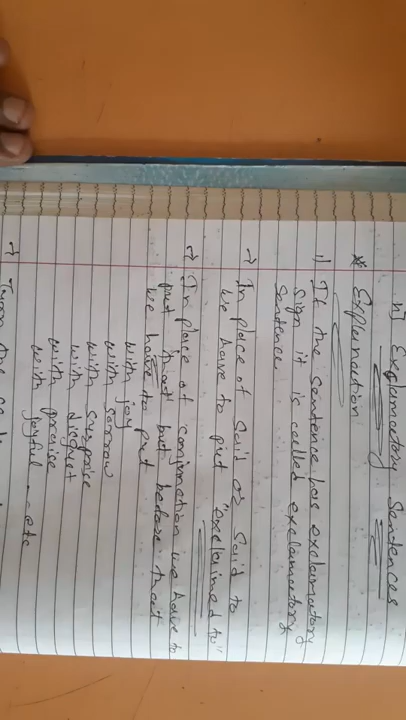 n] Explamatory Sentences
* Explaination
1) If the sentence has exclamatory
sign it is called exclamatory
sentence
→ In place of said or said to
we have to put "exclaimed to"
→ In place of conjunction we have to
put that but before that
we have to put
with joy
with sorrow
with surprise
with disgust
with praise
with joyful --- etc